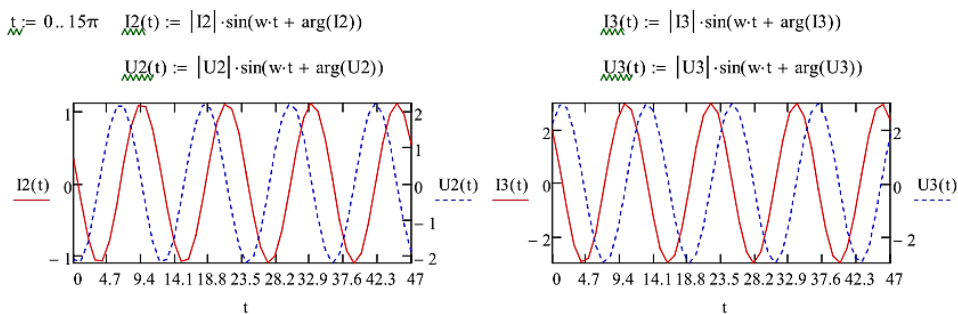 t := 0..15π I2(t) := |I2|·sin(w·t + arg(I2)) I3(t) := |I3|·sin(w·t + arg(I3))
U2(t) := |U2|·sin(w·t + arg(U2)) U3(t) := |U3|·sin(w·t + arg(U3))
1 2 2 2
1
I2(t) 0 0 U2(t) I3(t) 0 0 U3(t)
− 1
− 1 − 2 − 2 − 2
0 4.7 9.4 14.1 18.8 23.5 28.2 32.9 37.6 42.3 47 0 4.7 9.4 14.1 18.8 23.5 28.2 32.9 37.6 42.3 47
t t